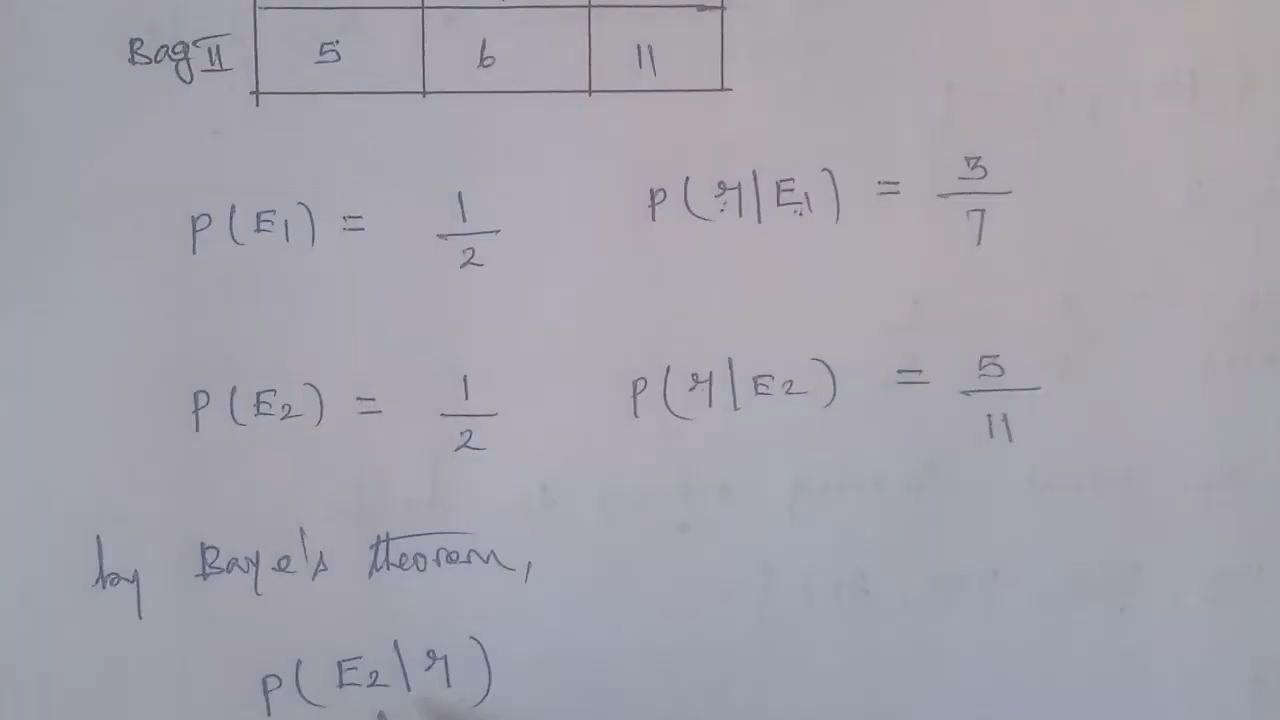 Bag II 5 6 11
P(E1) = 1/2 P(r|E1) = 3/7
P(E2) = 1/2 P(r|E2) = 5/11
by Baye's theorem,
P(E2|r)